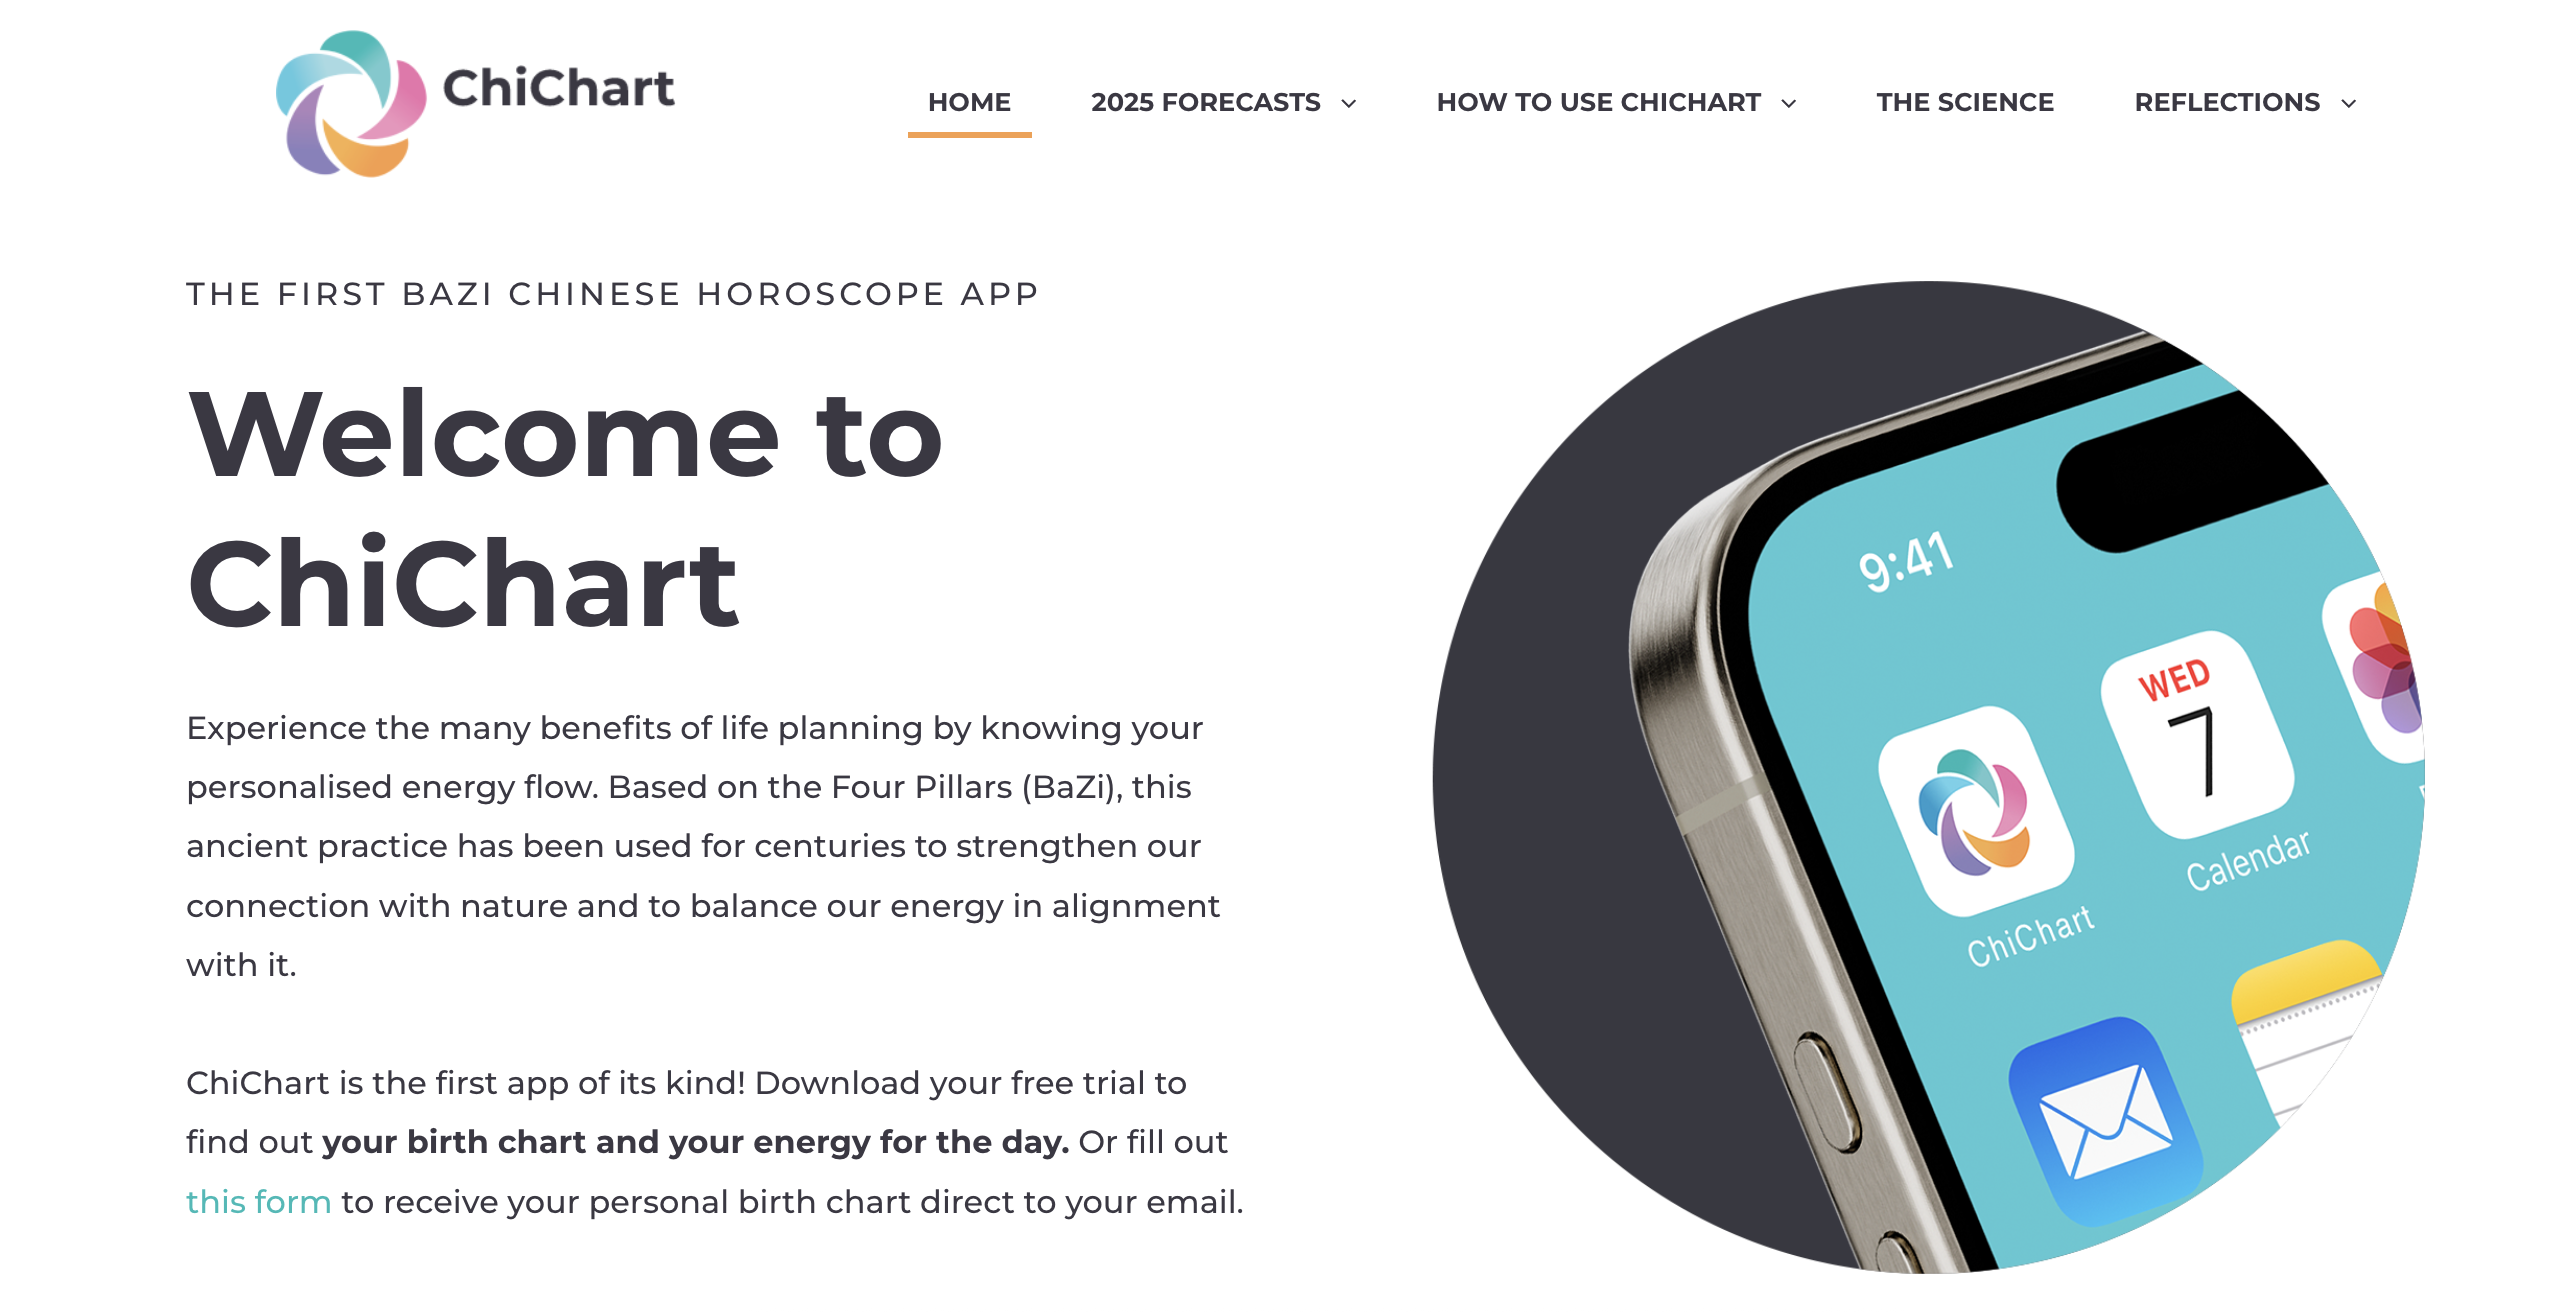 ChiChart
HOME
2025 FORECASTS
HOW TO USE CHICHART
THE SCIENCE
REFLECTIONS
THE FIRST BAZI CHINESE HOROSCOPE APP
Welcome to
ChiChart
Experience the many benefits of life planning by knowing your
personalised energy flow. Based on the Four Pillars (BaZi), this
ancient practice has been used for centuries to strengthen our
connection with nature and to balance our energy in alignment
with it.
ChiChart is the first app of its kind! Download your free trial to
find out your birth chart and your energy for the day. Or fill out
this form to receive your personal birth chart direct to your email.
9:41
WED
7
Calendar
ChiChart